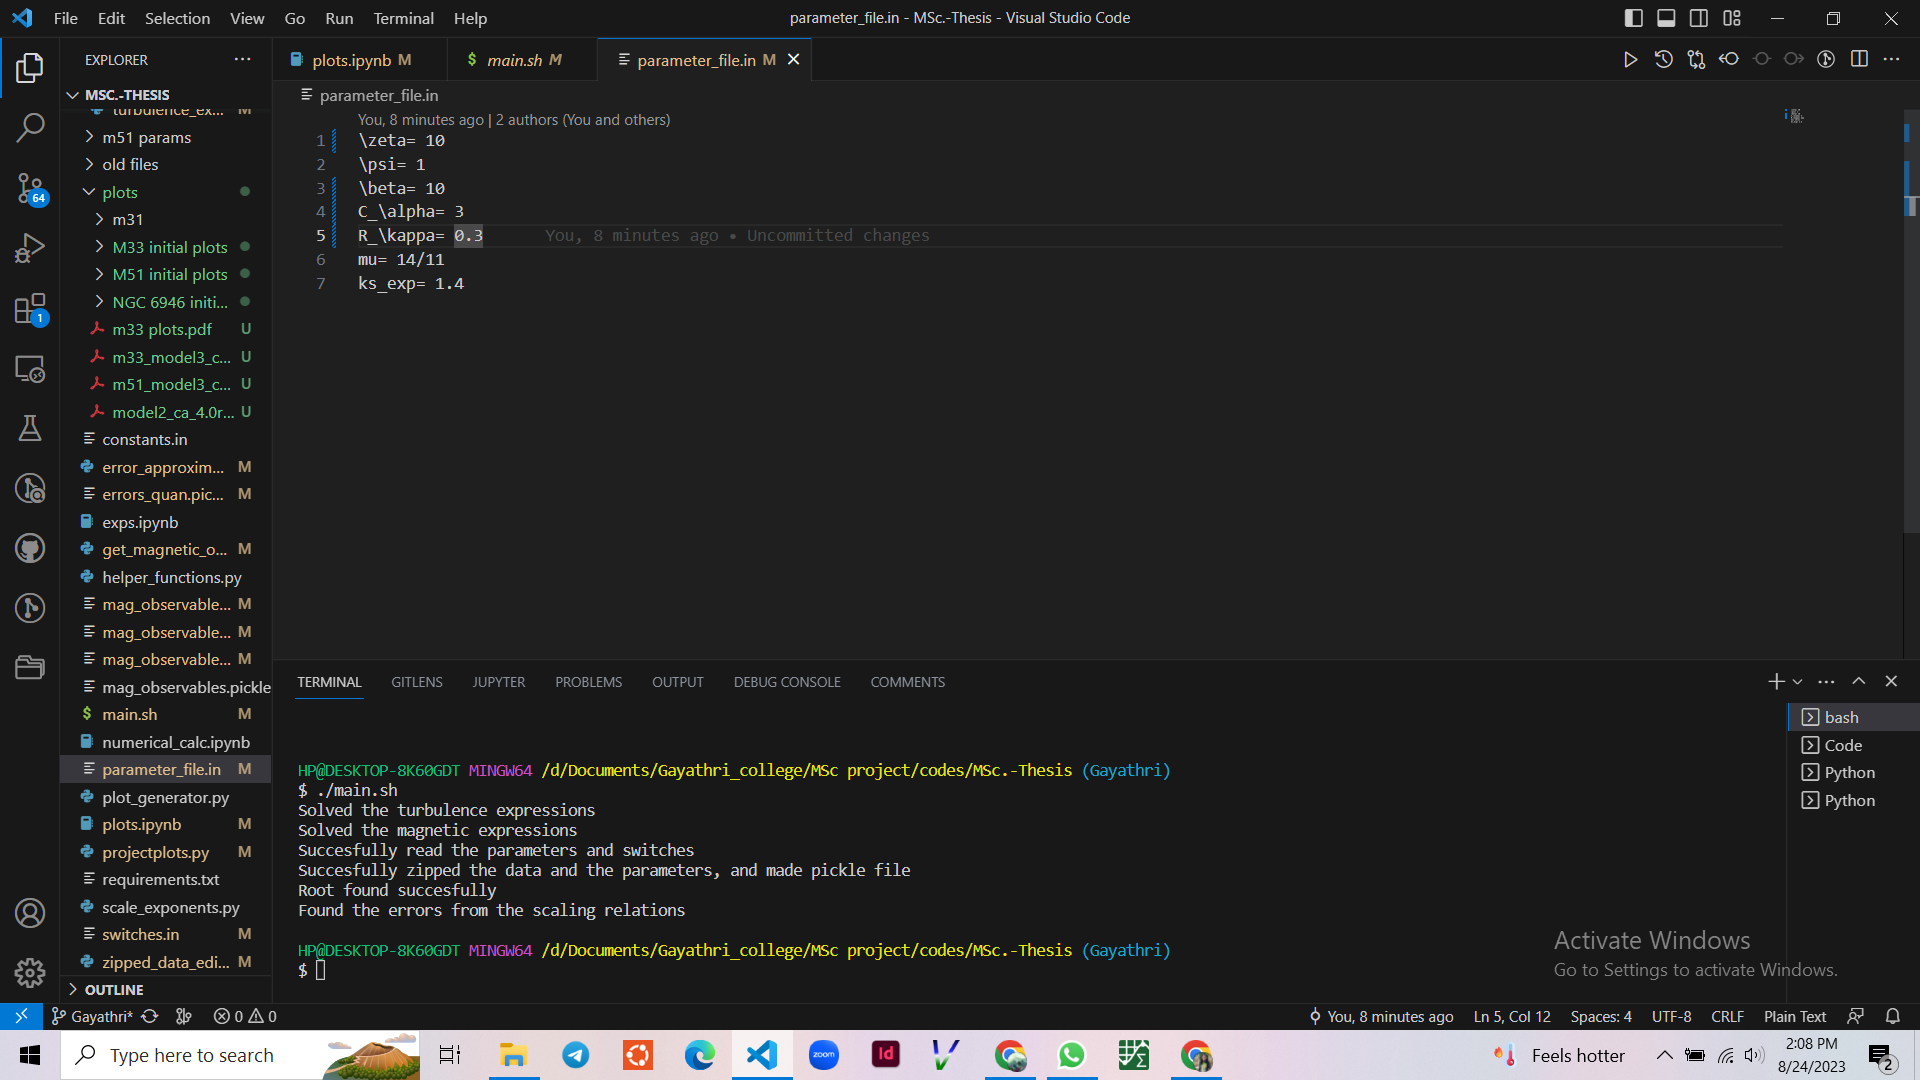 File Edit Selection View Go Run Terminal Help
parameter_file.in - MSc.-Thesis - Visual Studio Code
EXPLORER
plots.ipynb M
main.sh M
parameter_file.in M
MSC.-THESIS
turbulence_ex... M
m51 params
old files
plots
m31
M33 initial plots
M51 initial plots
NGC 6946 initi...
m33 plots.pdf U
m33_model3_c... U
m51_model3_c... U
model2_ca_4.0r... U
constants.in
error_approxim... M
errors_quan.pic... M
exps.ipynb
get_magnetic_o... M
helper_functions.py
mag_observable... M
mag_observable... M
mag_observable... M
mag_observables.pickle
main.sh M
numerical_calc.ipynb
parameter_file.in M
plot_generator.py
plots.ipynb M
projectplots.py M
requirements.txt
scale_exponents.py
switches.in M
zipped_data_edi... M
OUTLINE
64
1
parameter_file.in
You, 8 minutes ago | 2 authors (You and others)
1 \zeta= 10
2 \psi= 1
3 \beta= 10
4 C_\alpha= 3
5 R_\kappa= 0.3 You, 8 minutes ago • Uncommitted changes
6 mu= 14/11
7 ks_exp= 1.4
TERMINAL GITLENS JUPYTER PROBLEMS OUTPUT DEBUG CONSOLE COMMENTS
HP@DESKTOP-8K60GDT MINGW64 /d/Documents/Gayathri_college/MSc project/codes/MSc.-Thesis (Gayathri)
$ ./main.sh
Solved the turbulence expressions
Solved the magnetic expressions
Succesfully read the parameters and switches
Succesfully zipped the data and the parameters, and made pickle file
Root found succesfully
Found the errors from the scaling relations
HP@DESKTOP-8K60GDT MINGW64 /d/Documents/Gayathri_college/MSc project/codes/MSc.-Thesis (Gayathri)
$
bash
Code
Python
Python
Activate Windows
Go to Settings to activate Windows.
Gayathri* 0 0
You, 8 minutes ago Ln 5, Col 12 Spaces: 4 UTF-8 CRLF Plain Text
Type here to search
zoom
Id
Feels hotter
2:08 PM
8/24/2023
2